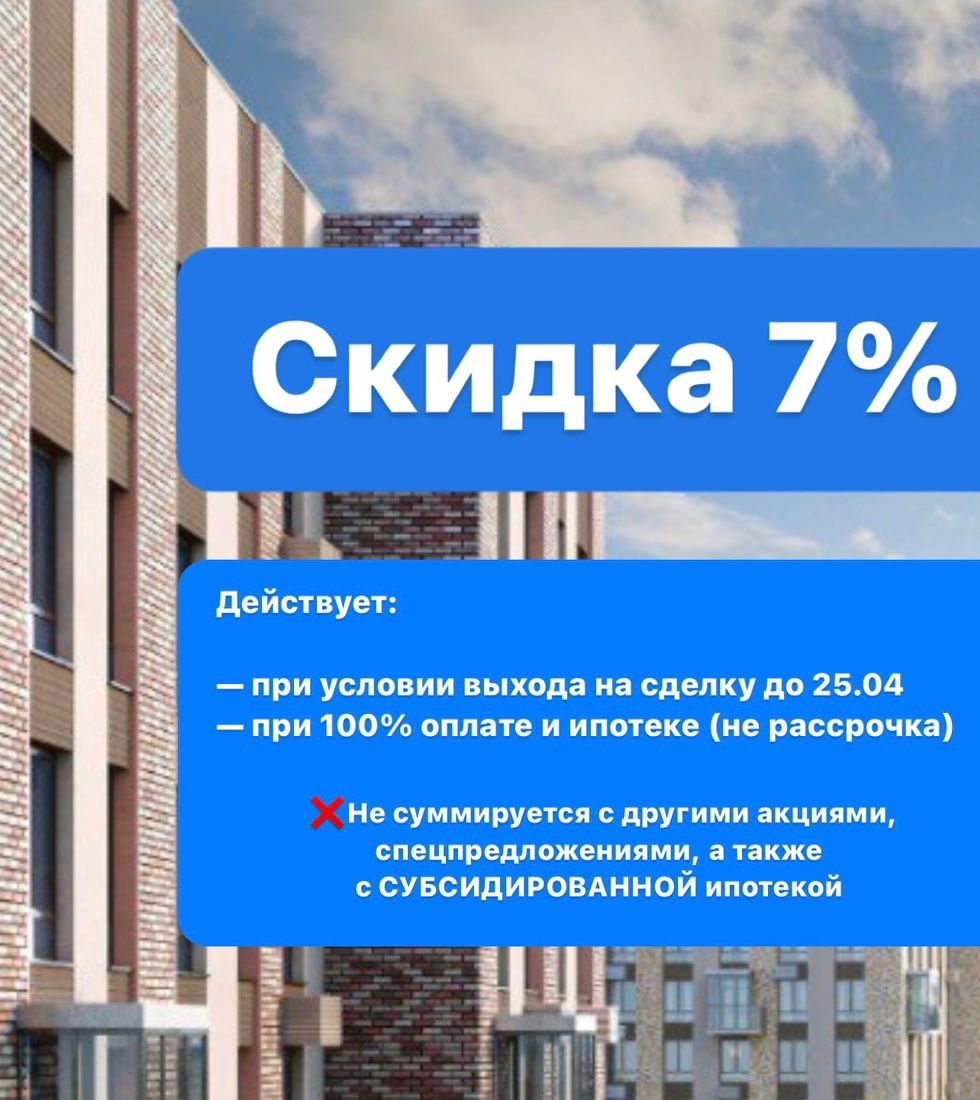 Скидка 7%
Действует:
— при условии выхода на сделку до 25.04
— при 100% оплате и ипотеке (не рассрочка)
❌Не суммируется с другими акциями,
спецпредложениями, а также
с СУБСИДИРОВАННОЙ ипотекой